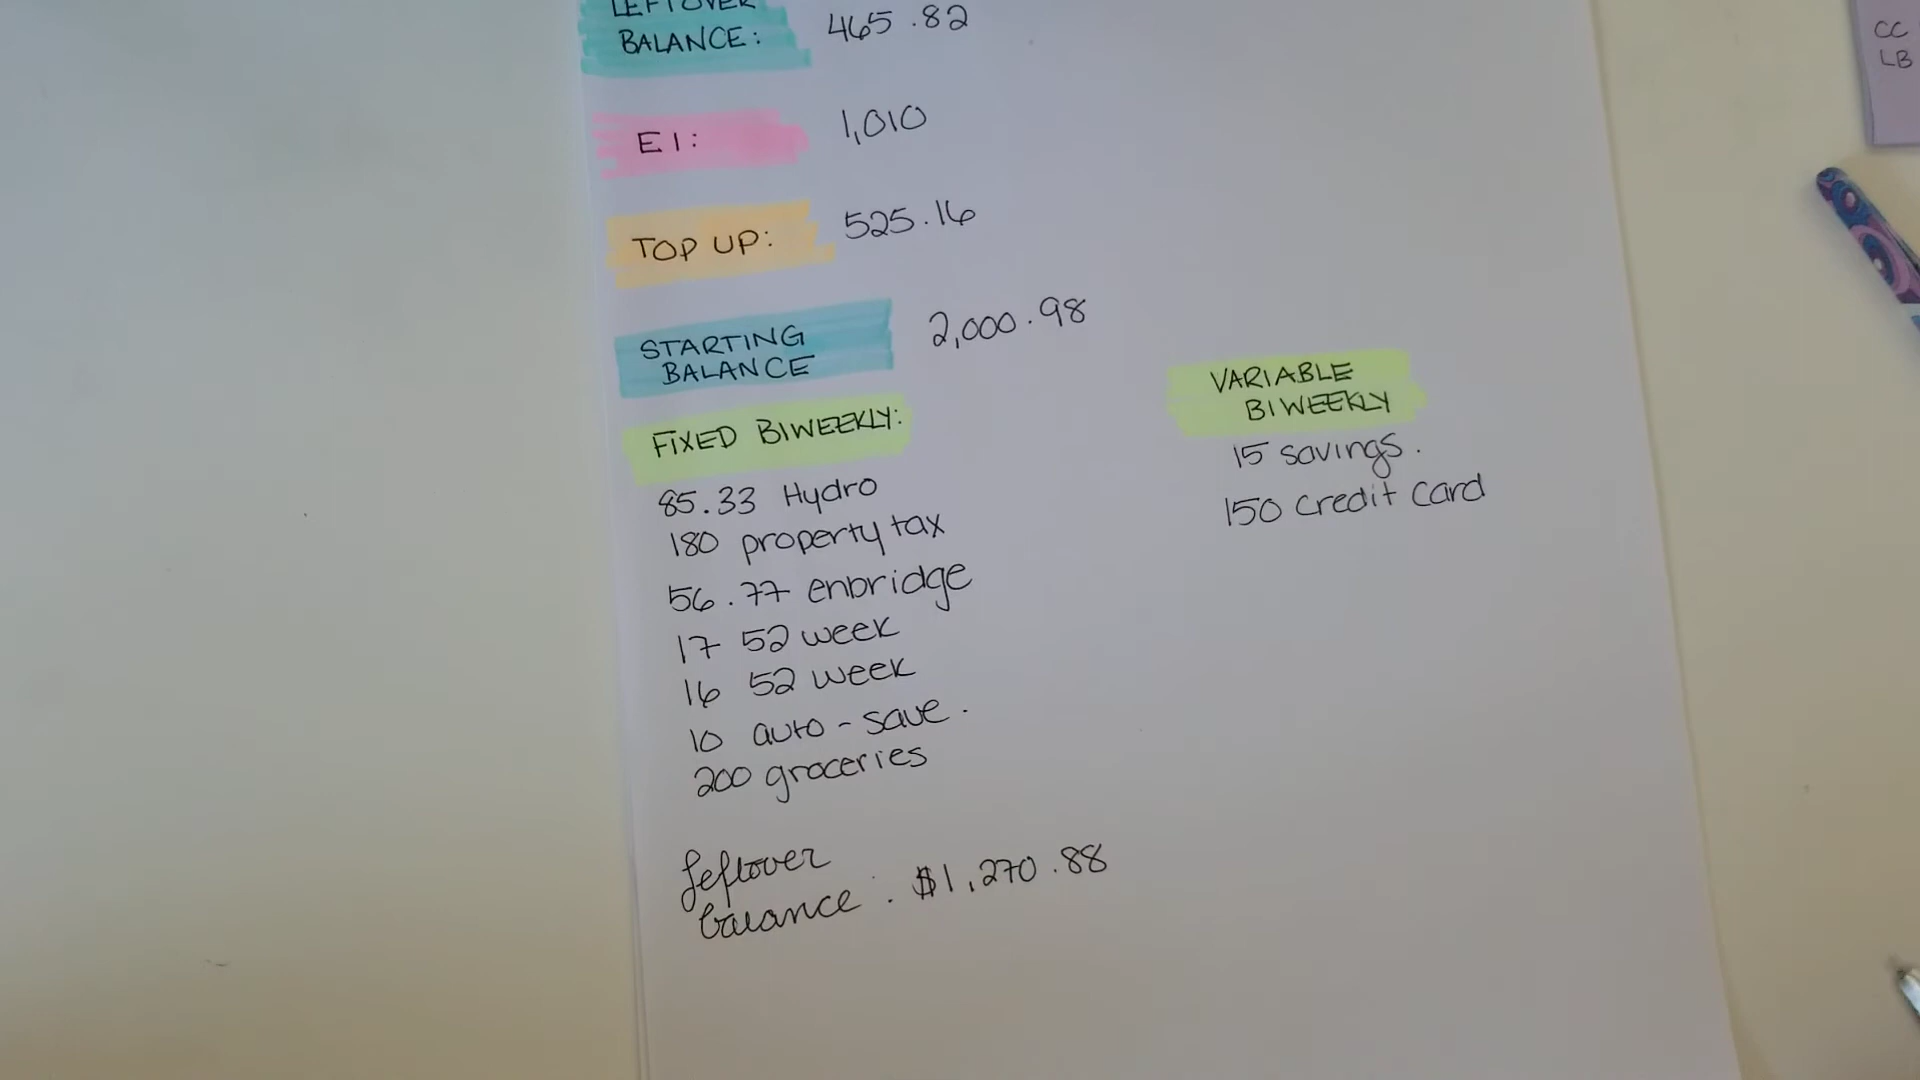 LEFTOVER
BALANCE: 465.82
EI: 1,010
TOP UP: 525.16
STARTING
BALANCE 2,000.98
FIXED BIWEEKLY:
85.33 Hydro
180 property tax
56.77 enbridge
17 52 week
16 52 week
10 auto-save.
200 groceries
VARIABLE
BIWEEKLY
15 savings.
150 credit card
leftover
balance: $1,270.88
CC
LB